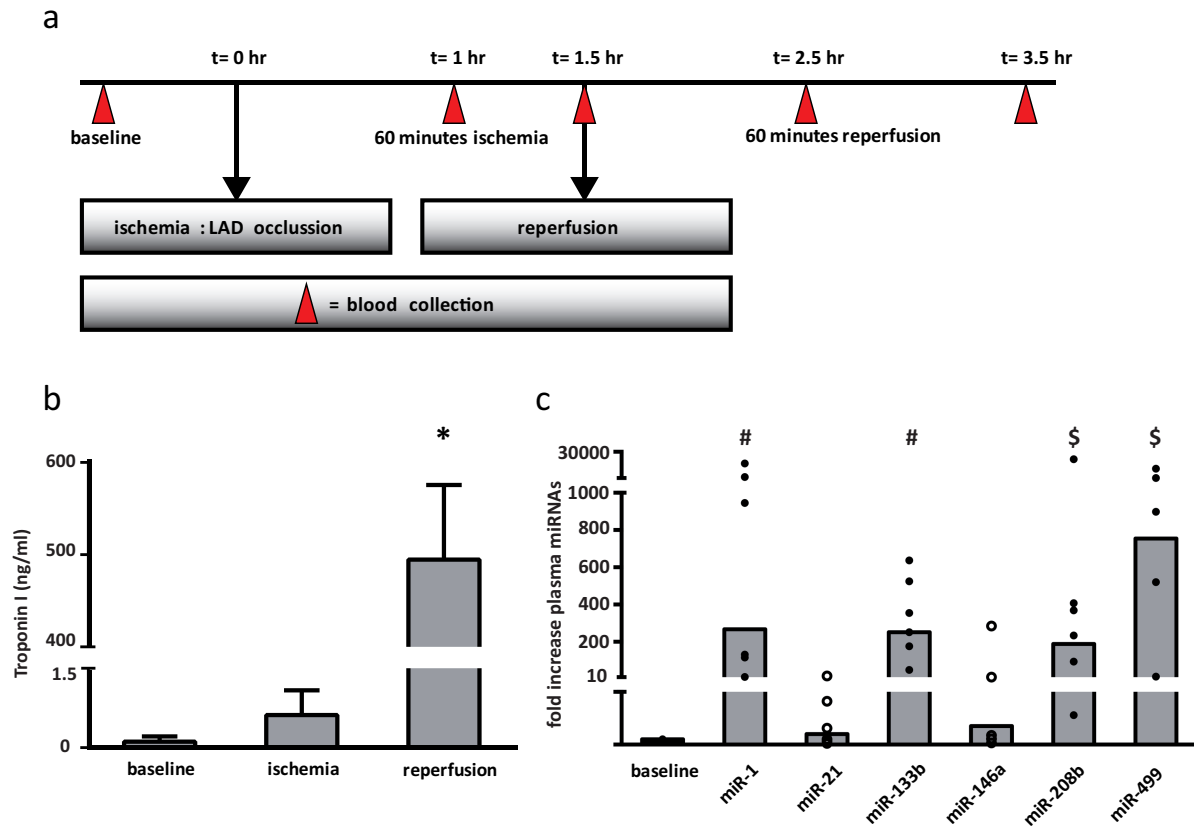 a
t= 0 hr t= 1 hr t= 1.5 hr t= 2.5 hr t= 3.5 hr
baseline 60 minutes ischemia 60 minutes reperfusion
ischemia : LAD occlussion reperfusion
= blood collection
b
*
600
500
400
1.5
0
Troponin I (ng/ml)
baseline ischemia reperfusion
c
# # $ $
30000
1000
800
600
400
200
10
fold increase plasma miRNAs
baseline miR-1 miR-21 miR-133b miR-146a miR-208b miR-499